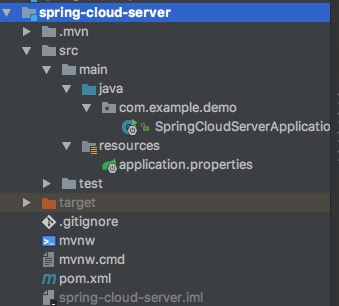 spring-cloud-server
.mvn
src
main
java
com.example.demo
SpringCloudServerApplicatio
resources
application.properties
test
target
.gitignore
mvnw
mvnw.cmd
pom.xml
spring-cloud-server.iml